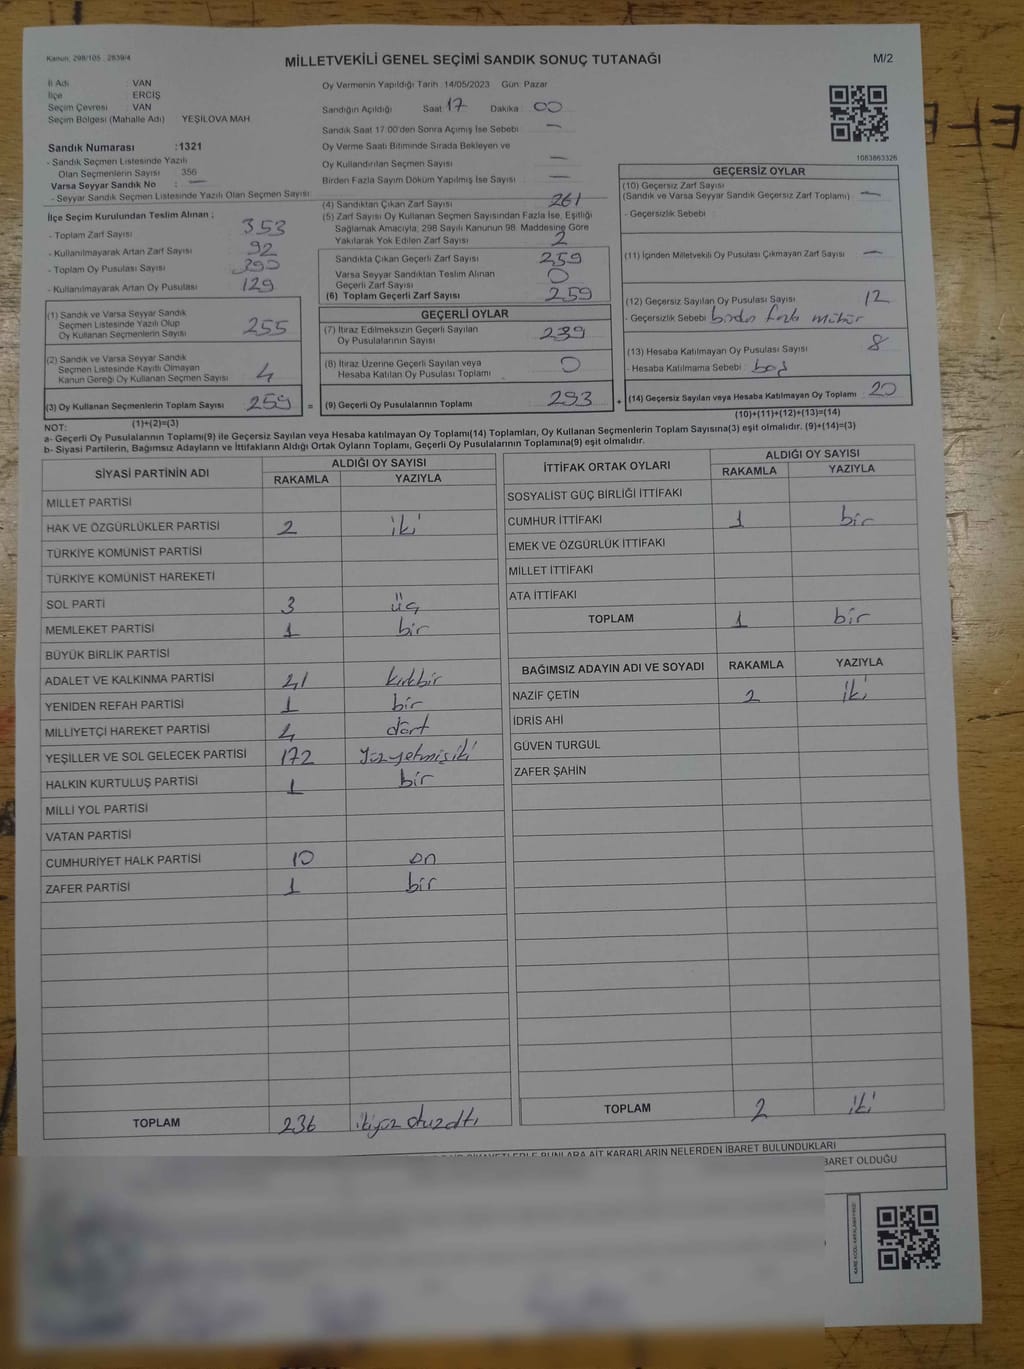 Kanun: 298/105 , 2839/4
MİLLETVEKİLİ GENEL SEÇİMİ SANDIK SONUÇ TUTANAĞI
M/2
İl Adı : VAN
İlçe : ERCİŞ
Seçim Çevresi : VAN
Seçim Bölgesi (Mahalle Adı) YEŞİLOVA MAH.
Sandık Numarası :1321
- Sandık Seçmen Listesinde Yazılı
Olan Seçmenlerin Sayısı : 356
Varsa Seyyar Sandık No : —
- Seyyar Sandık Seçmen Listesinde Yazılı Olan Seçmen Sayısı:
İlçe Seçim Kurulundan Teslim Alınan ;
- Toplam Zarf Sayısı 353
- Kullanılmayarak Artan Zarf Sayısı 92
- Toplam Oy Pusulası Sayısı
- Kullanılmayarak Artan Oy Pusulası 129
(1) Sandık ve Varsa Seyyar Sandık
Seçmen Listesinde Yazılı Olup
Oy Kullanan Seçmenlerin Sayısı 255
(2) Sandık ve Varsa Seyyar Sandık
Seçmen Listesinde Kayıtlı Olmayan
Kanun Gereği Oy Kullanan Seçmen Sayısı 4
(3) Oy Kullanan Seçmenlerin Toplam Sayısı 259 =
(1)+(2)=(3)
Oy Vermenin Yapıldığı Tarih : 14/05/2023 Gün: Pazar
Sandığın Açıldığı Saat: 17 Dakika : 00
Sandık Saat 17:00'den Sonra Açımış İse Sebebi : —
Oy Verme Saati Bitiminde Sırada Bekleyen ve
Oy Kullandırılan Seçmen Sayısı : —
Birden Fazla Sayım Döküm Yapılmış İse Sayısı : —
(4) Sandıktan Çıkan Zarf Sayısı 261
(5) Zarf Sayısı Oy Kullanan Seçmen Sayısından Fazla İse, Eşitliği
Sağlamak Amacıyla, 298 Sayılı Kanunun 98. Maddesine Göre
Yakılarak Yok Edilen Zarf Sayısı 2
Sandıkta Çıkan Geçerli Zarf Sayısı 259
Varsa Seyyar Sandıktan Teslim Alınan
Geçerli Zarf Sayısı 0
(6) Toplam Geçerli Zarf Sayısı 259
GEÇERLİ OYLAR
(7) İtiraz Edilmeksizin Geçerli Sayılan
Oy Pusulalarının Sayısı 239
(8) İtiraz Üzerine Geçerli Sayılan veya
Hesaba Katılan Oy Pusulası Toplamı 0
(9) Geçerli Oy Pusulalarının Toplamı 293 +
1083863326
GEÇERSİZ OYLAR
(10) Geçersiz Zarf Sayısı
(Sandık ve Varsa Seyyar Sandık Geçersiz Zarf Toplamı) —
- Geçersizlik Sebebi :
(11) İçinden Milletvekili Oy Pusulası Çıkmayan Zarf Sayısı —
(12) Geçersiz Sayılan Oy Pusulası Sayısı 12
- Geçersizlik Sebebi : birden fazla mühür
(13) Hesaba Katılmayan Oy Pusulası Sayısı 8
- Hesaba Katılmama Sebebi : boş
(14) Geçersiz Sayılan veya Hesaba Katılmayan Oy Toplamı 20
(10)+(11)+(12)+(13)=(14)
NOT:
a- Geçerli Oy Pusulalarının Toplamı(9) ile Geçersiz Sayılan veya Hesaba katılmayan Oy Toplamı(14) Toplamları, Oy Kullanan Seçmenlerin Toplam Sayısına(3) eşit olmalıdır. (9)+(14)=(3)
b- Siyasi Partilerin, Bağımsız Adayların ve İttifakların Aldığı Ortak Oyların Toplamı, Geçerli Oy Pusulalarının Toplamına(9) eşit olmalıdır.
SİYASİ PARTİNİN ADI
ALDIĞI OY SAYISI
RAKAMLA YAZIYLA
MİLLET PARTİSİ
HAK VE ÖZGÜRLÜKLER PARTİSİ 2 iki
TÜRKİYE KOMÜNİST PARTİSİ
TÜRKİYE KOMÜNİST HAREKETİ
SOL PARTİ 3 üç
MEMLEKET PARTİSİ 1 bir
BÜYÜK BİRLİK PARTİSİ
ADALET VE KALKINMA PARTİSİ 41 kırkbir
YENİDEN REFAH PARTİSİ 1 bir
MİLLİYETÇİ HAREKET PARTİSİ 4 dört
YEŞİLLER VE SOL GELECEK PARTİSİ 172 yüzyetmişiki
HALKIN KURTULUŞ PARTİSİ 1 bir
MİLLİ YOL PARTİSİ
VATAN PARTİSİ
CUMHURİYET HALK PARTİSİ 10 on
ZAFER PARTİSİ 1 bir
TOPLAM 236 ikiyüz otuzaltı
İTTİFAK ORTAK OYLARI
ALDIĞI OY SAYISI
RAKAMLA YAZIYLA
SOSYALİST GÜÇ BİRLİĞİ İTTİFAKI
CUMHUR İTTİFAKI 1 bir
EMEK VE ÖZGÜRLÜK İTTİFAKI
MİLLET İTTİFAKI
ATA İTTİFAKI
TOPLAM 1 bir
BAĞIMSIZ ADAYIN ADI VE SOYADI RAKAMLA YAZIYLA
NAZİF ÇETİN 2 iki
İDRİS AHİ
GÜVEN TURGUL
ZAFER ŞAHİN
TOPLAM 2 iki
BUNLARA AİT KARARLARIN NELERDEN İBARET BULUNDUKLARI
BARET OLDUĞU